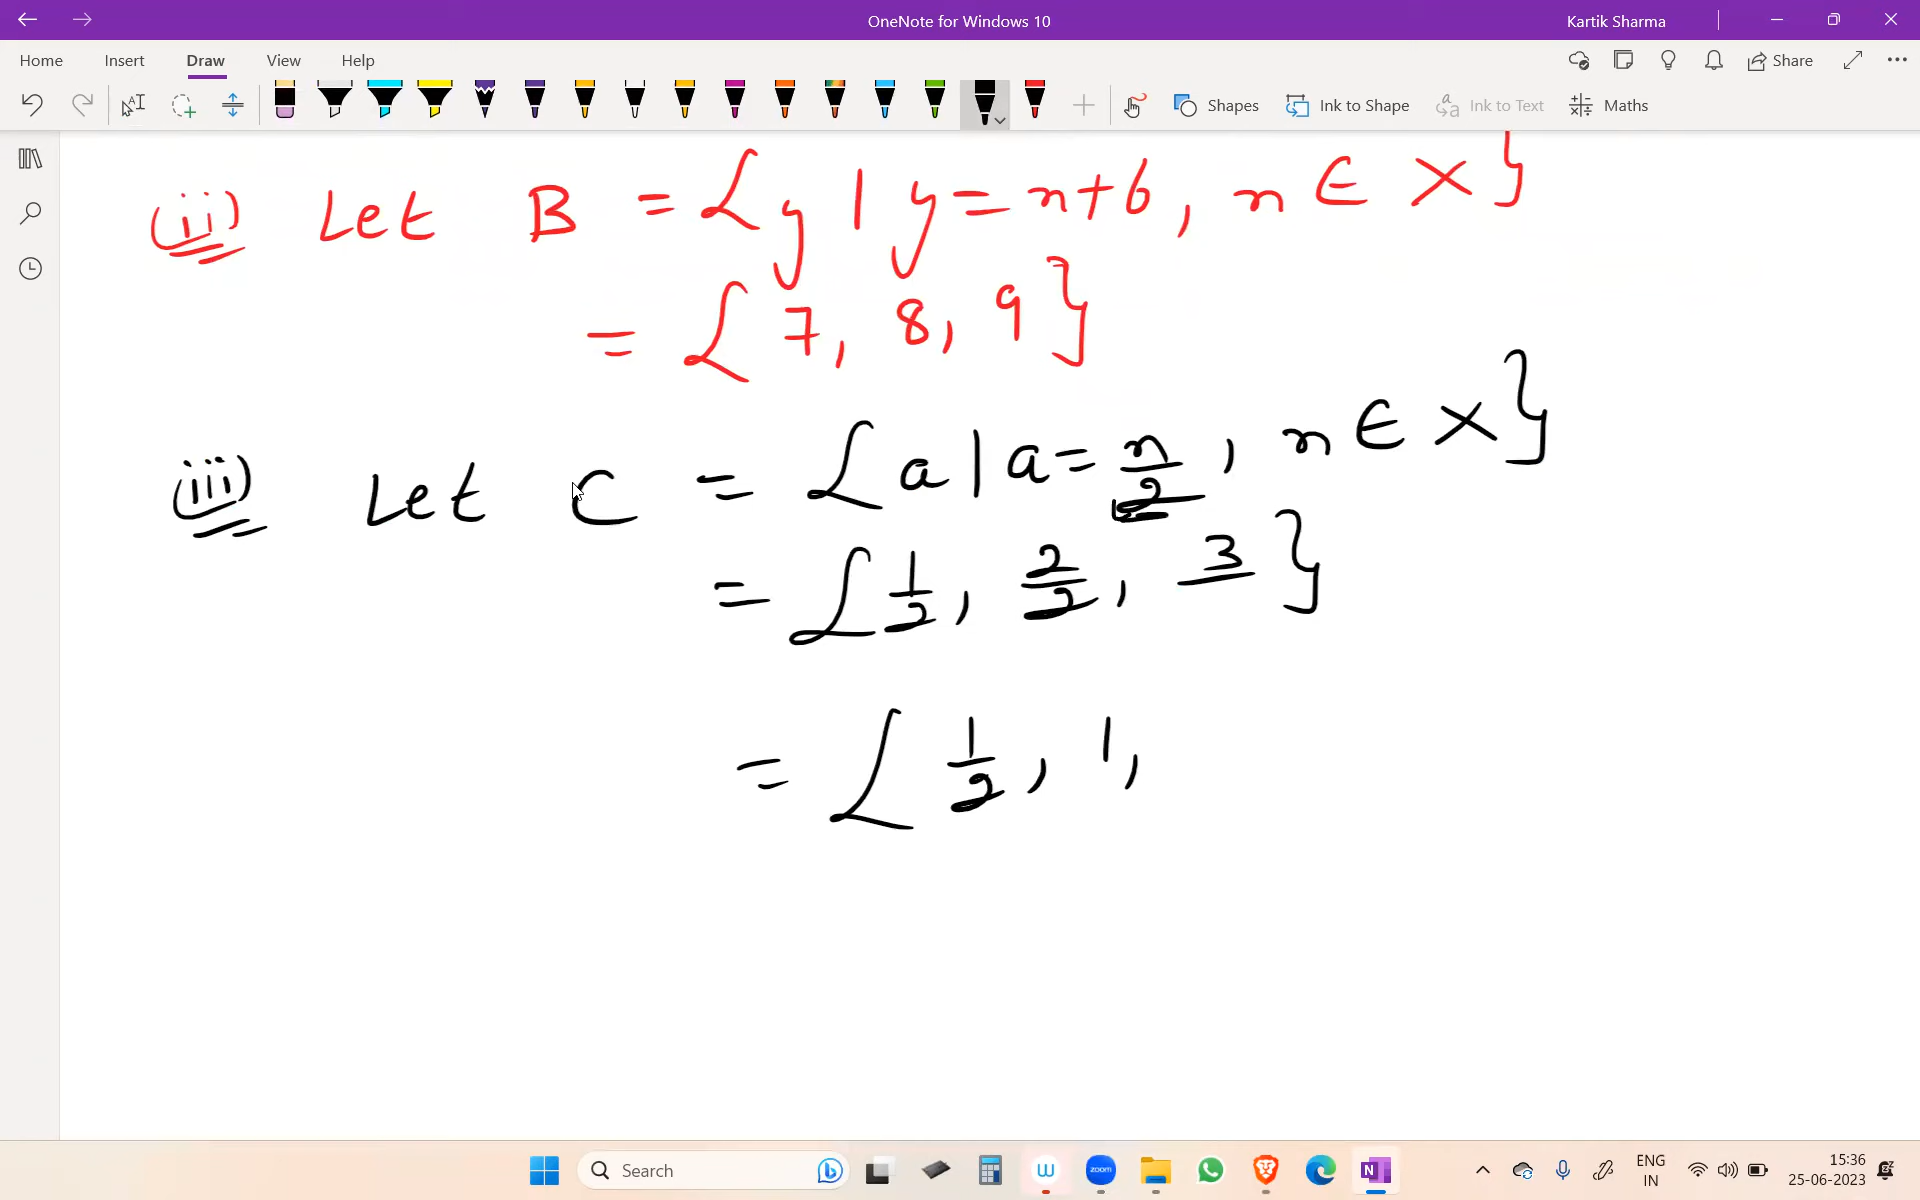 OneNote for Windows 10
Kartik Sharma
Home Insert Draw View Help
Share
Shapes Ink to Shape Ink to Text Maths
(ii) Let B = { y | y = n+6, n ∈ X }
= { 7, 8, 9 }
(iii) Let C = { a | a = n/2, n ∈ X }
= { 1/2, 2/2, 3 }
= { 1/2, 1,
Search
zoom
ENG
IN
15:36
25-06-2023